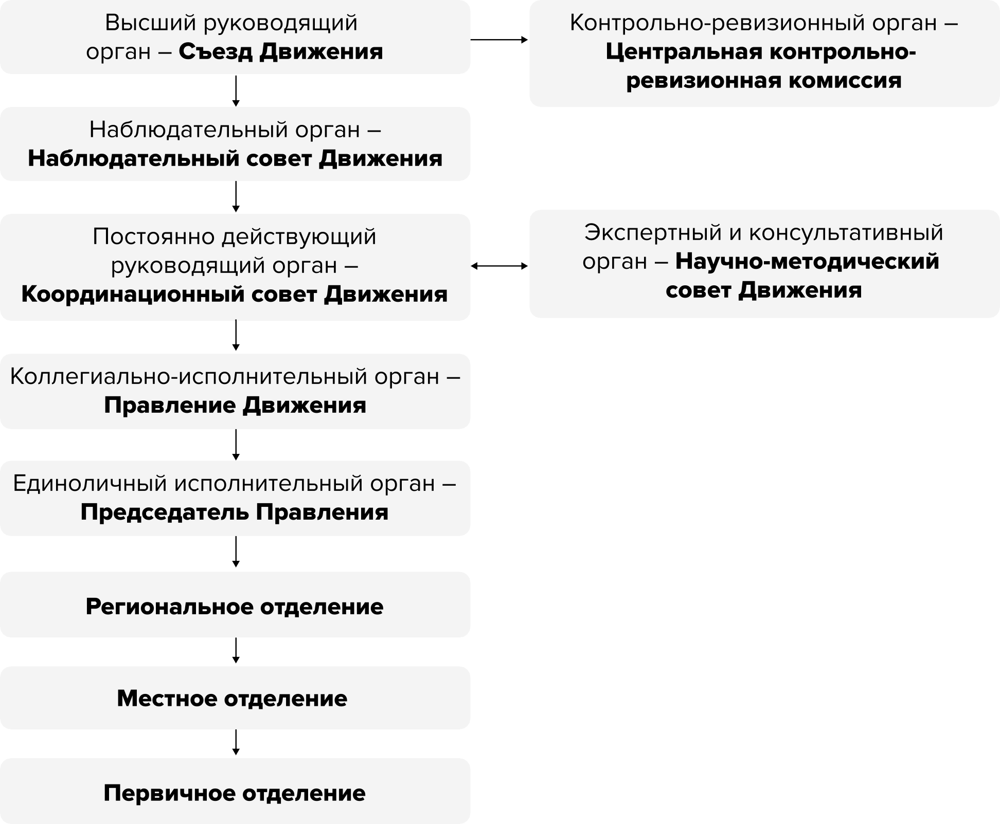 Высший руководящий
орган – Съезд Движения
Контрольно-ревизионный орган –
Центральная контрольно-
ревизионная комиссия
Наблюдательный орган –
Наблюдательный совет Движения
Постоянно действующий
руководящий орган –
Координационный совет Движения
Экспертный и консультативный
орган – Научно-методический
совет Движения
Коллегиально-исполнительный орган –
Правление Движения
Единоличный исполнительный орган –
Председатель Правления
Региональное отделение
Местное отделение
Первичное отделение